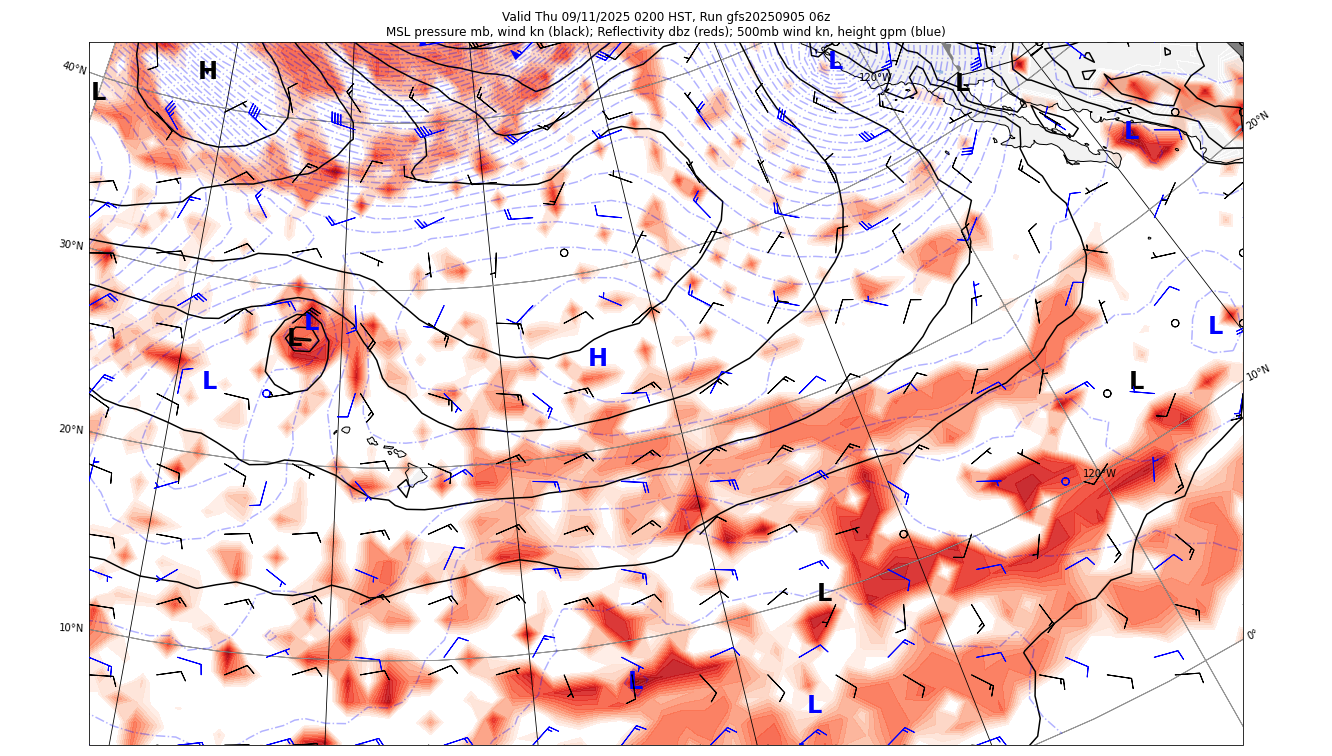 Valid Thu 09/11/2025 0200 HST, Run gfs20250905 06z
MSL pressure mb, wind kn (black); Reflectivity dbz (reds); 500mb wind kn, height gpm (blue)
40°N
H
L
L
120°W
L
20°N
L
30°N
L
L
L
H
L
L
10°N
20°N
120°W
L
10°N
0°
L
L